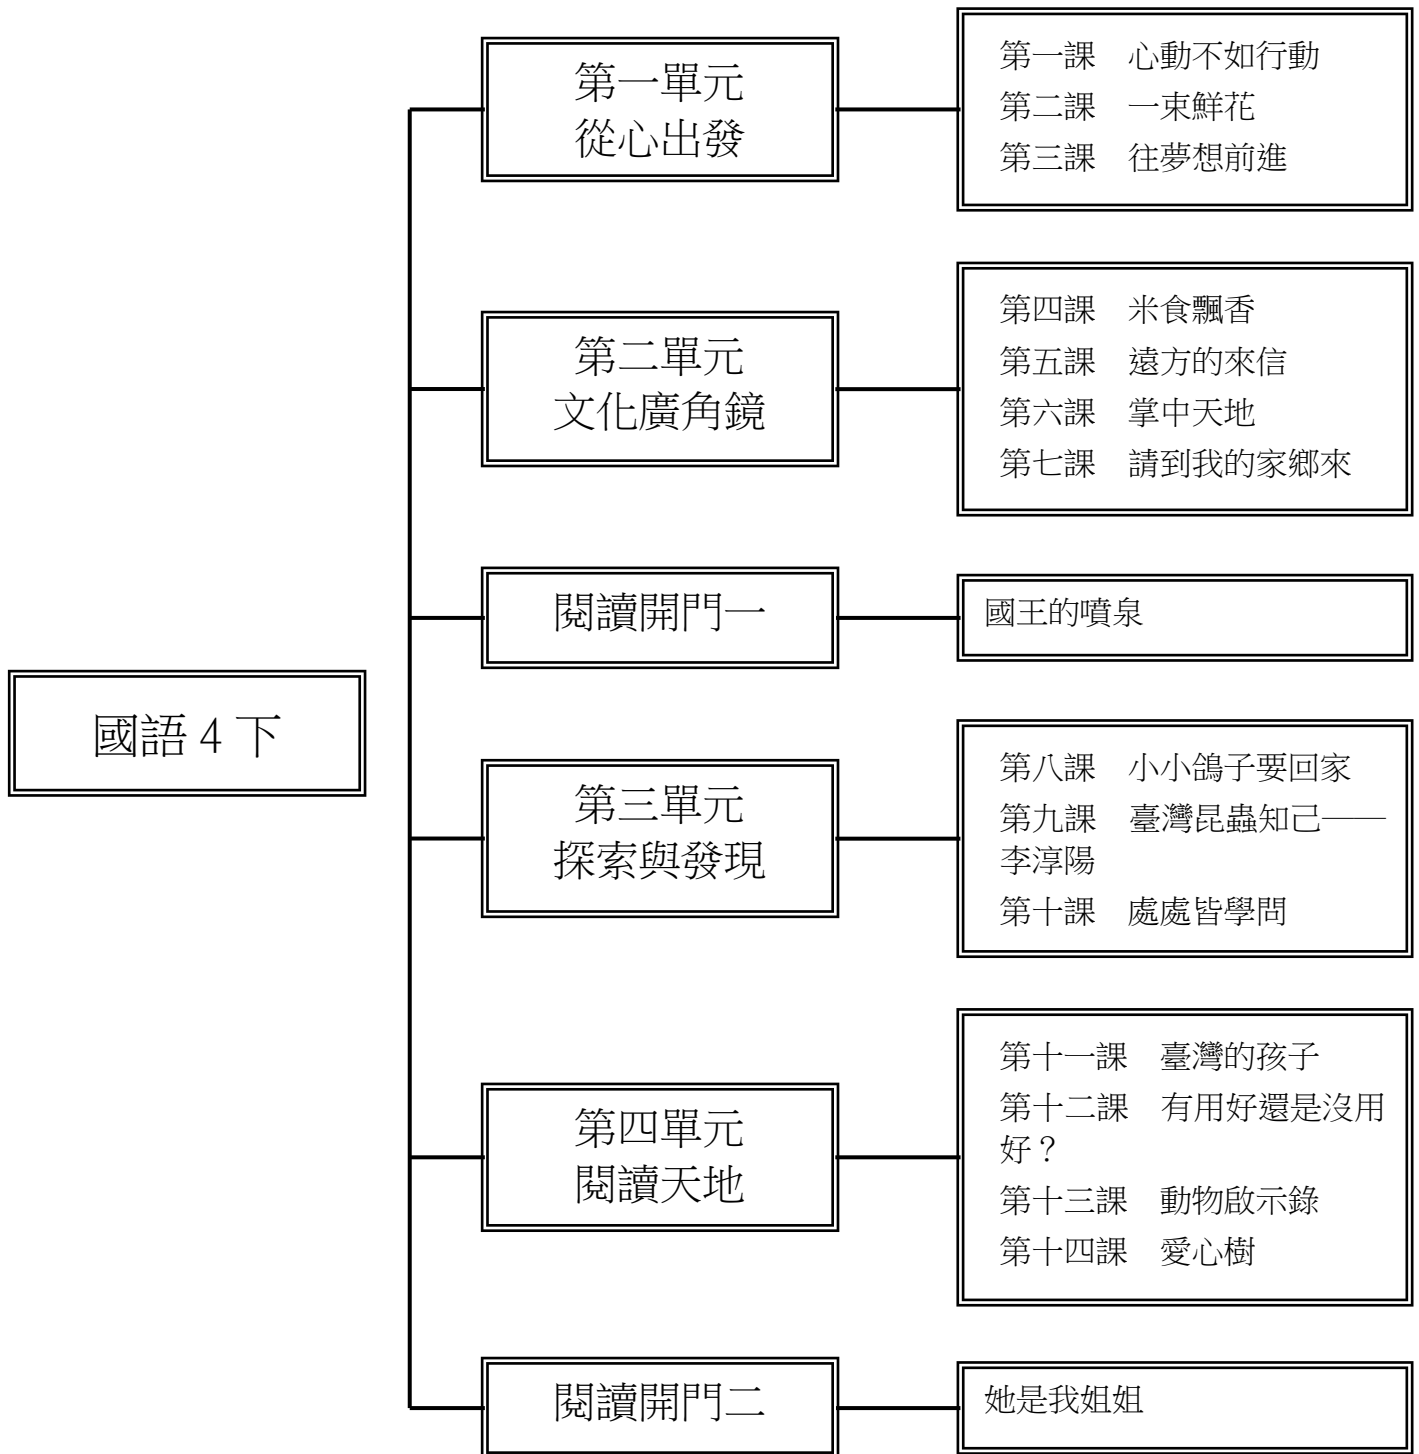 國語4下
第一單元
從心出發
第一課　心動不如行動
第二課　一束鮮花
第三課　往夢想前進
第二單元
文化廣角鏡
第四課　米食飄香
第五課　遠方的來信
第六課　掌中天地
第七課　請到我的家鄉來
閱讀開門一
國王的噴泉
第三單元
探索與發現
第八課　小小鴿子要回家
第九課　臺灣昆蟲知己——
李淳陽
第十課　處處皆學問
第四單元
閱讀天地
第十一課　臺灣的孩子
第十二課　有用好還是沒用
好？
第十三課　動物啟示錄
第十四課　愛心樹
閱讀開門二
她是我姐姐